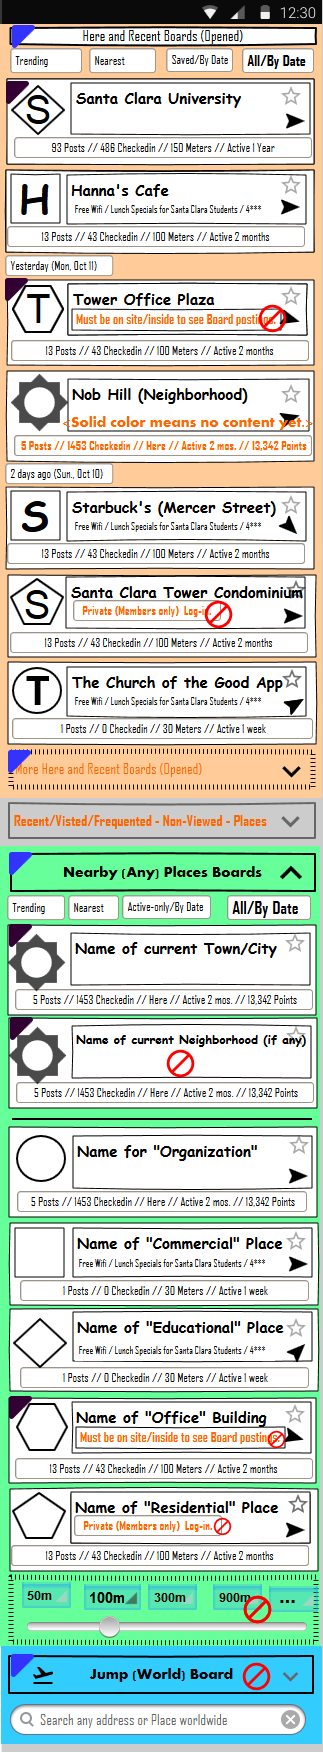 12:30
Here and Recent Boards (Opened)
Trending Nearest Saved/By Date All/By Date
S Santa Clara University
93 Posts // 486 Checkedin // 150 Meters // Active 1 Year
H Hanna's Cafe
Free Wifi / Lunch Specials for Santa Clara Students / 4***
13 Posts // 43 Checkedin // 100 Meters // Active 2 months
Yesterday (Mon, Oct 11)
T Tower Office Plaza
Must be on site/inside to see Board postings.
13 Posts // 43 Checkedin // 100 Meters // Active 2 months
Nob Hill (Neighborhood)
<Solid color means no content yet.>
5 Posts // 1453 Checkedin // Here // Active 2 mos. // 13,342 Points
2 days ago (Sun., Oct 10)
S Starbuck's (Mercer Street)
Free Wifi / Lunch Specials for Santa Clara Students / 4***
13 Posts // 43 Checkedin // 100 Meters // Active 2 months
S Santa Clara Tower Condominium
Private (Members only) Log-in.
13 Posts // 43 Checkedin // 100 Meters // Active 2 months
T The Church of the Good App
Free Wifi / Lunch Specials for Santa Clara Students / 4***
1 Posts // 0 Checkedin // 30 Meters // Active 1 week
More Here and Recent Boards (Opened)
Recent/Visted/Frequented - Non-Viewed - Places
Nearby (Any) Places Boards
Trending Nearest Active-only/By Date All/By Date
Name of current Town/City
5 Posts // 1453 Checkedin // Here // Active 2 mos. // 13,342 Points
Name of current Neighborhood (if any)
5 Posts // 1453 Checkedin // Here // Active 2 mos. // 13,342 Points
Name for "Organization"
5 Posts // 1453 Checkedin // Here // Active 2 mos. // 13,342 Points
Name of "Commercial" Place
Free Wifi / Lunch Specials for Santa Clara Students / 4***
1 Posts // 0 Checkedin // 30 Meters // Active 1 week
Name of "Educational" Place
Free Wifi / Lunch Specials for Santa Clara Students / 4***
1 Posts // 0 Checkedin // 30 Meters // Active 1 week
Name of "Office" Building
Must be on site/inside to see Board postings.
13 Posts // 43 Checkedin // 100 Meters // Active 2 months
Name of "Residential" Place
Private (Members only) Log-in.
13 Posts // 43 Checkedin // 100 Meters // Active 2 months
50m 100m 300m 900m ...
Jump (World) Board
Search any address or Place worldwide